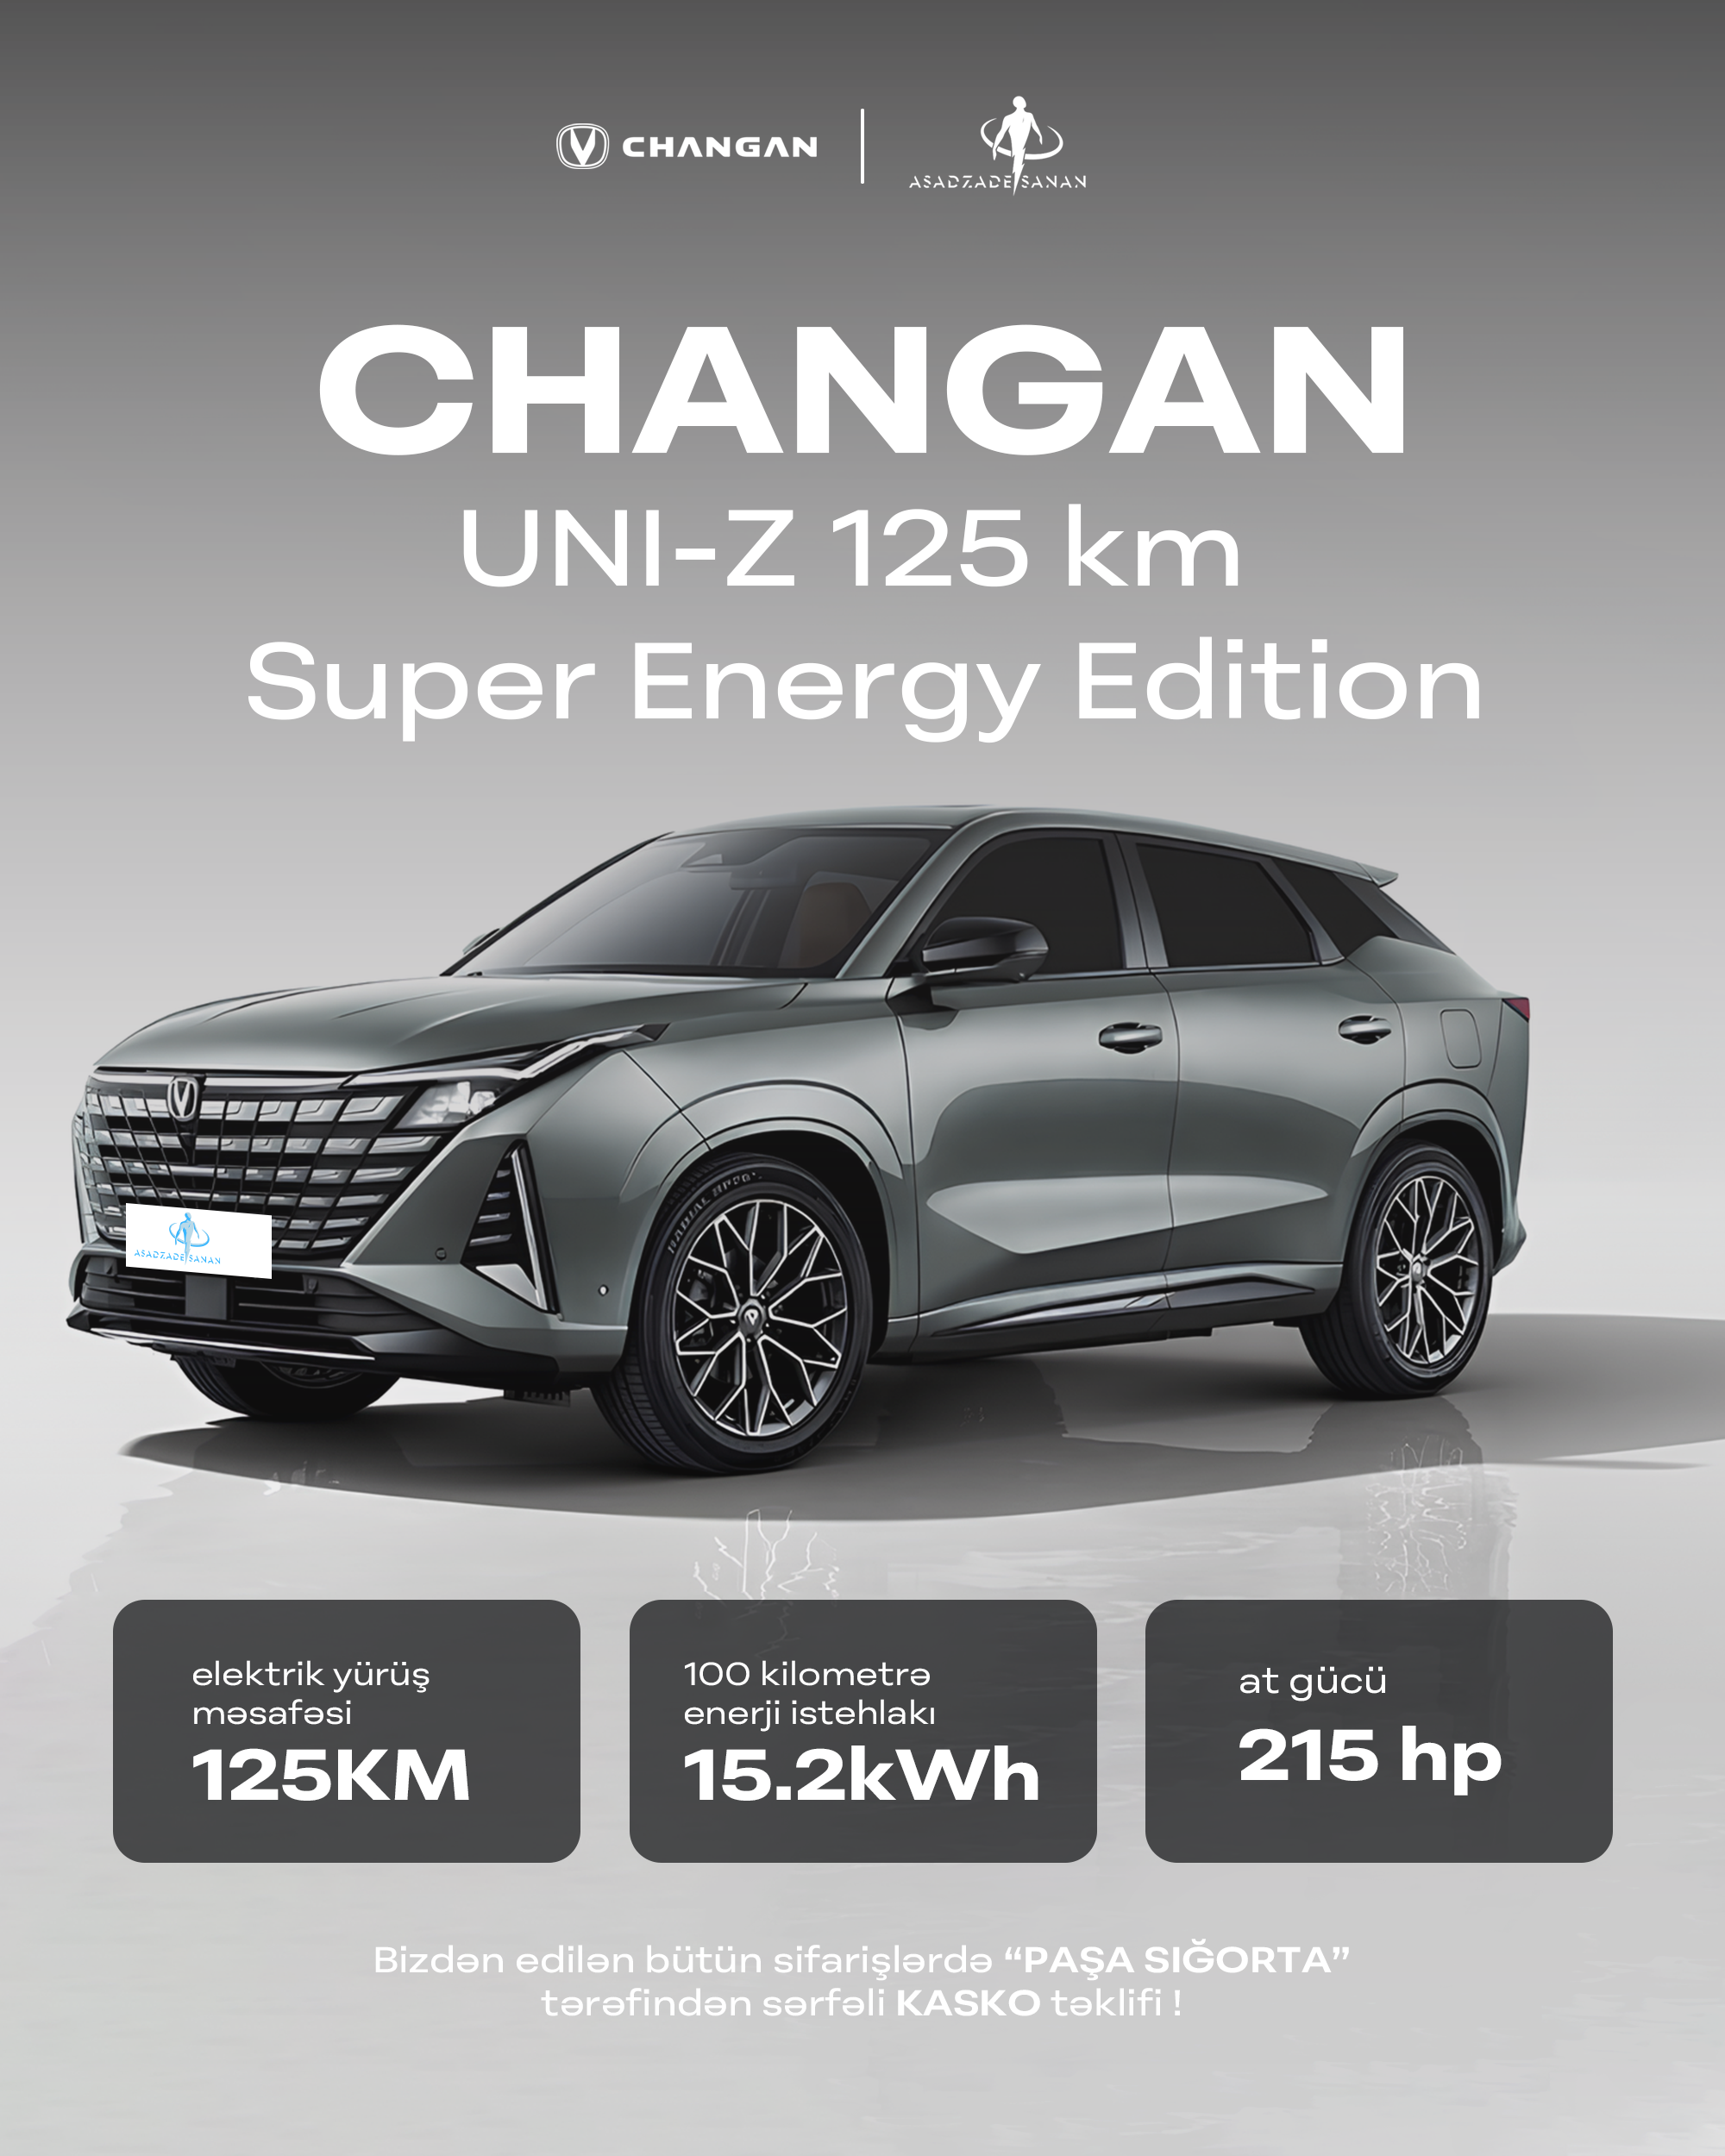 CHANGAN
ASADZADE SANAN
CHANGAN
UNI-Z 125 km
Super Energy Edition
ASADZADE SANAN
elektrik yürüş
məsafəsi
125KM
100 kilometrə
enerji istehlakı
15.2kWh
at gücü
215 hp
Bizdən edilən bütün sifarişlərdə “PAŞA SIĞORTA”
tərəfindən sərfəli KASKO təklifi !